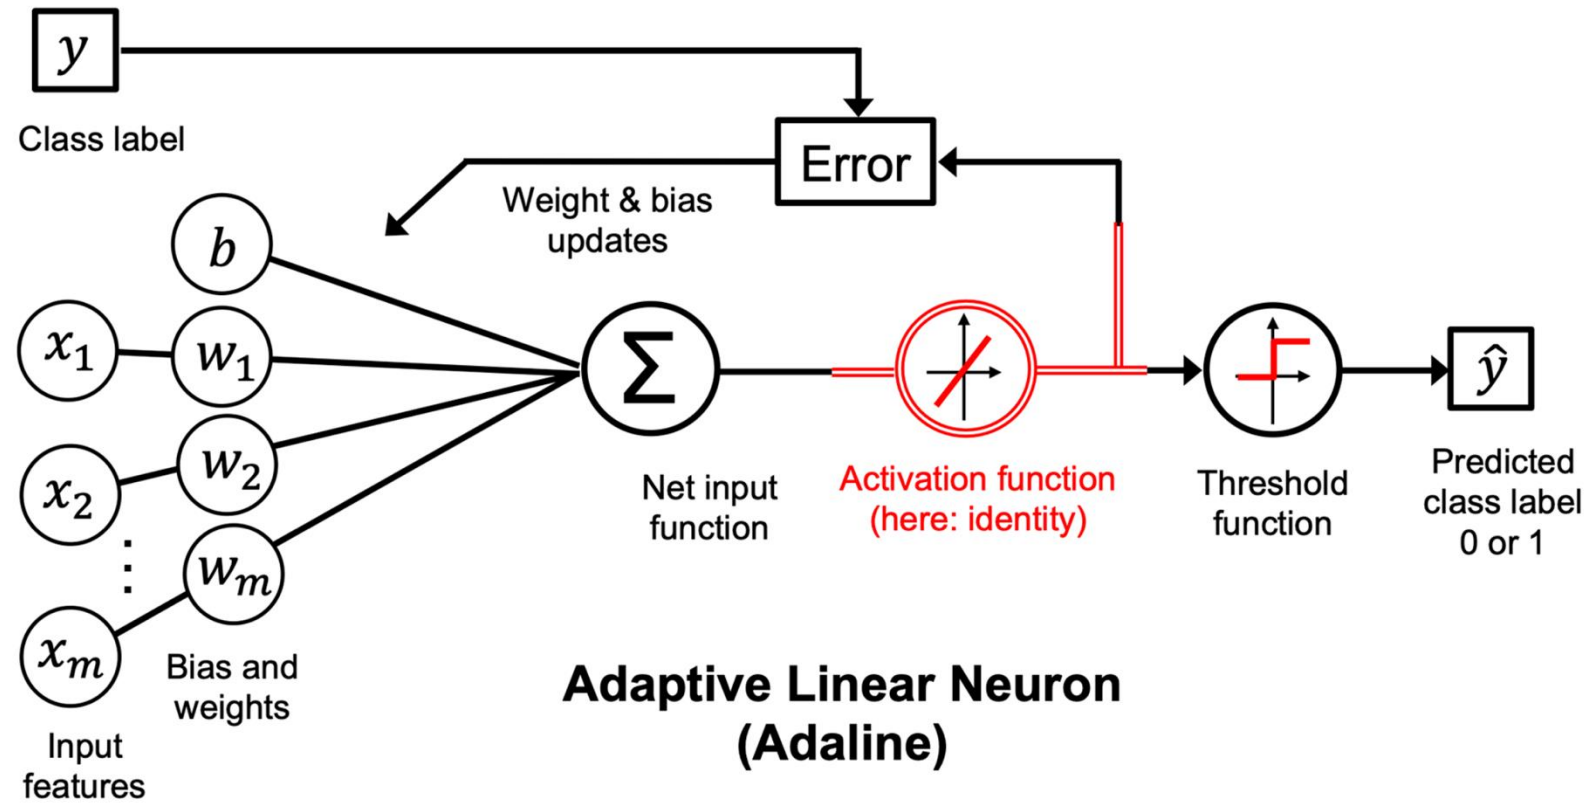 y
Class label
Error
Weight & bias
updates
b
x₁
w₁
x₂
w₂
⋮
wₘ
xₘ
Bias and
weights
Input
features
Σ
Net input
function
Activation function
(here: identity)
Threshold
function
ŷ
Predicted
class label
0 or 1
Adaptive Linear Neuron
(Adaline)